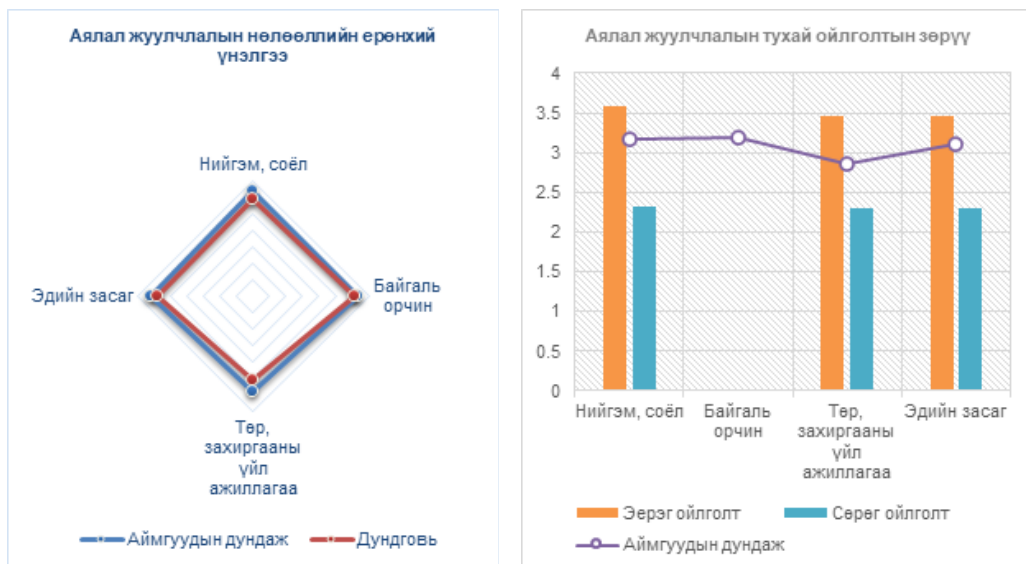 Аялал жуулчлалын нөлөөллийн ерөнхий
үнэлгээ
Нийгэм, соёл
Эдийн засаг
Байгаль
орчин
Төр,
захиргааны
үйл
ажиллагаа
Аймгуудын дундаж
Дундговь
Аялал жуулчлалын тухай ойлголтын зөрүү
4
3.5
3
2.5
2
1.5
1
0.5
0
Нийгэм, соёл
Байгаль
орчин
Төр,
захиргааны
үйл
ажиллагаа
Эдийн засаг
Эерэг ойлголт
Сөрөг ойлголт
Аймгуудын дундаж